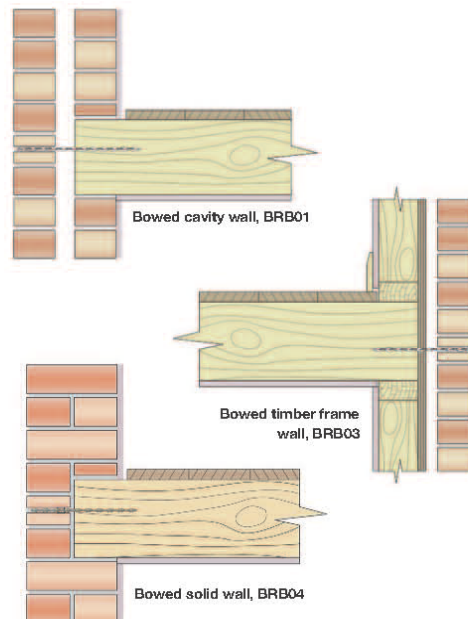 Bowed cavity wall, BRB01
Bowed timber frame
wall, BRB03
Bowed solid wall, BRB04